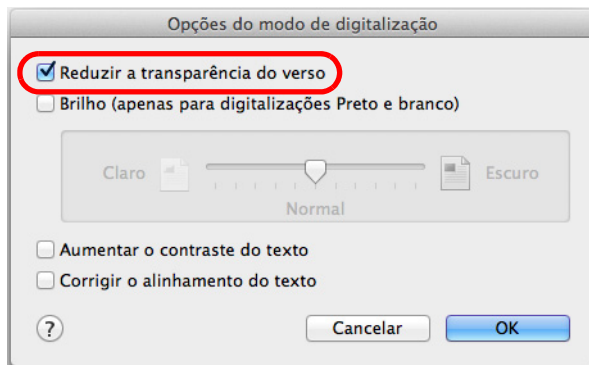 Opções do modo de digitalização
Reduzir a transparência do verso
Brilho (apenas para digitalizações Preto e branco)
Claro Escuro
Normal
Aumentar o contraste do texto
Corrigir o alinhamento do texto
? Cancelar OK